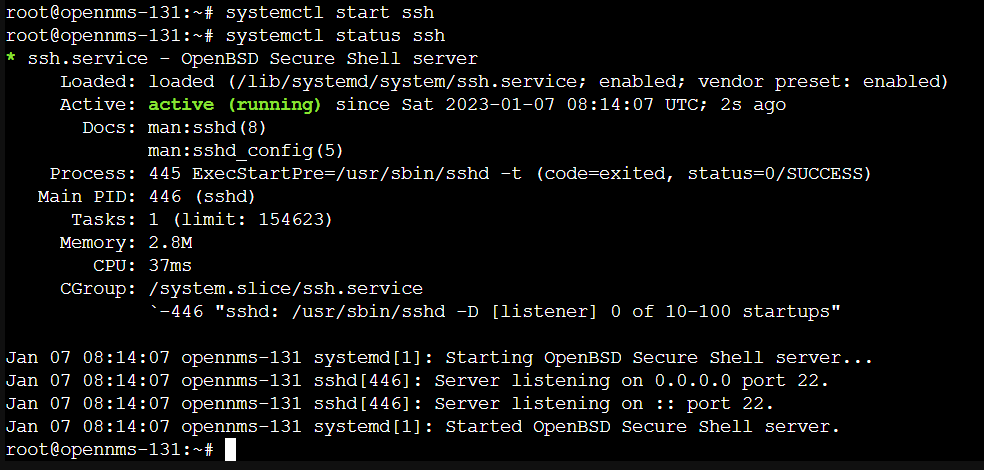 root@opennms-131:~# systemctl start ssh
root@opennms-131:~# systemctl status ssh
* ssh.service - OpenBSD Secure Shell server
     Loaded: loaded (/lib/systemd/system/ssh.service; enabled; vendor preset: enabled)
     Active: active (running) since Sat 2023-01-07 08:14:07 UTC; 2s ago
       Docs: man:sshd(8)
             man:sshd_config(5)
    Process: 445 ExecStartPre=/usr/sbin/sshd -t (code=exited, status=0/SUCCESS)
   Main PID: 446 (sshd)
      Tasks: 1 (limit: 154623)
     Memory: 2.8M
        CPU: 37ms
     CGroup: /system.slice/ssh.service
             `-446 "sshd: /usr/sbin/sshd -D [listener] 0 of 10-100 startups"

Jan 07 08:14:07 opennms-131 systemd[1]: Starting OpenBSD Secure Shell server...
Jan 07 08:14:07 opennms-131 sshd[446]: Server listening on 0.0.0.0 port 22.
Jan 07 08:14:07 opennms-131 sshd[446]: Server listening on :: port 22.
Jan 07 08:14:07 opennms-131 systemd[1]: Started OpenBSD Secure Shell server.
root@opennms-131:~#